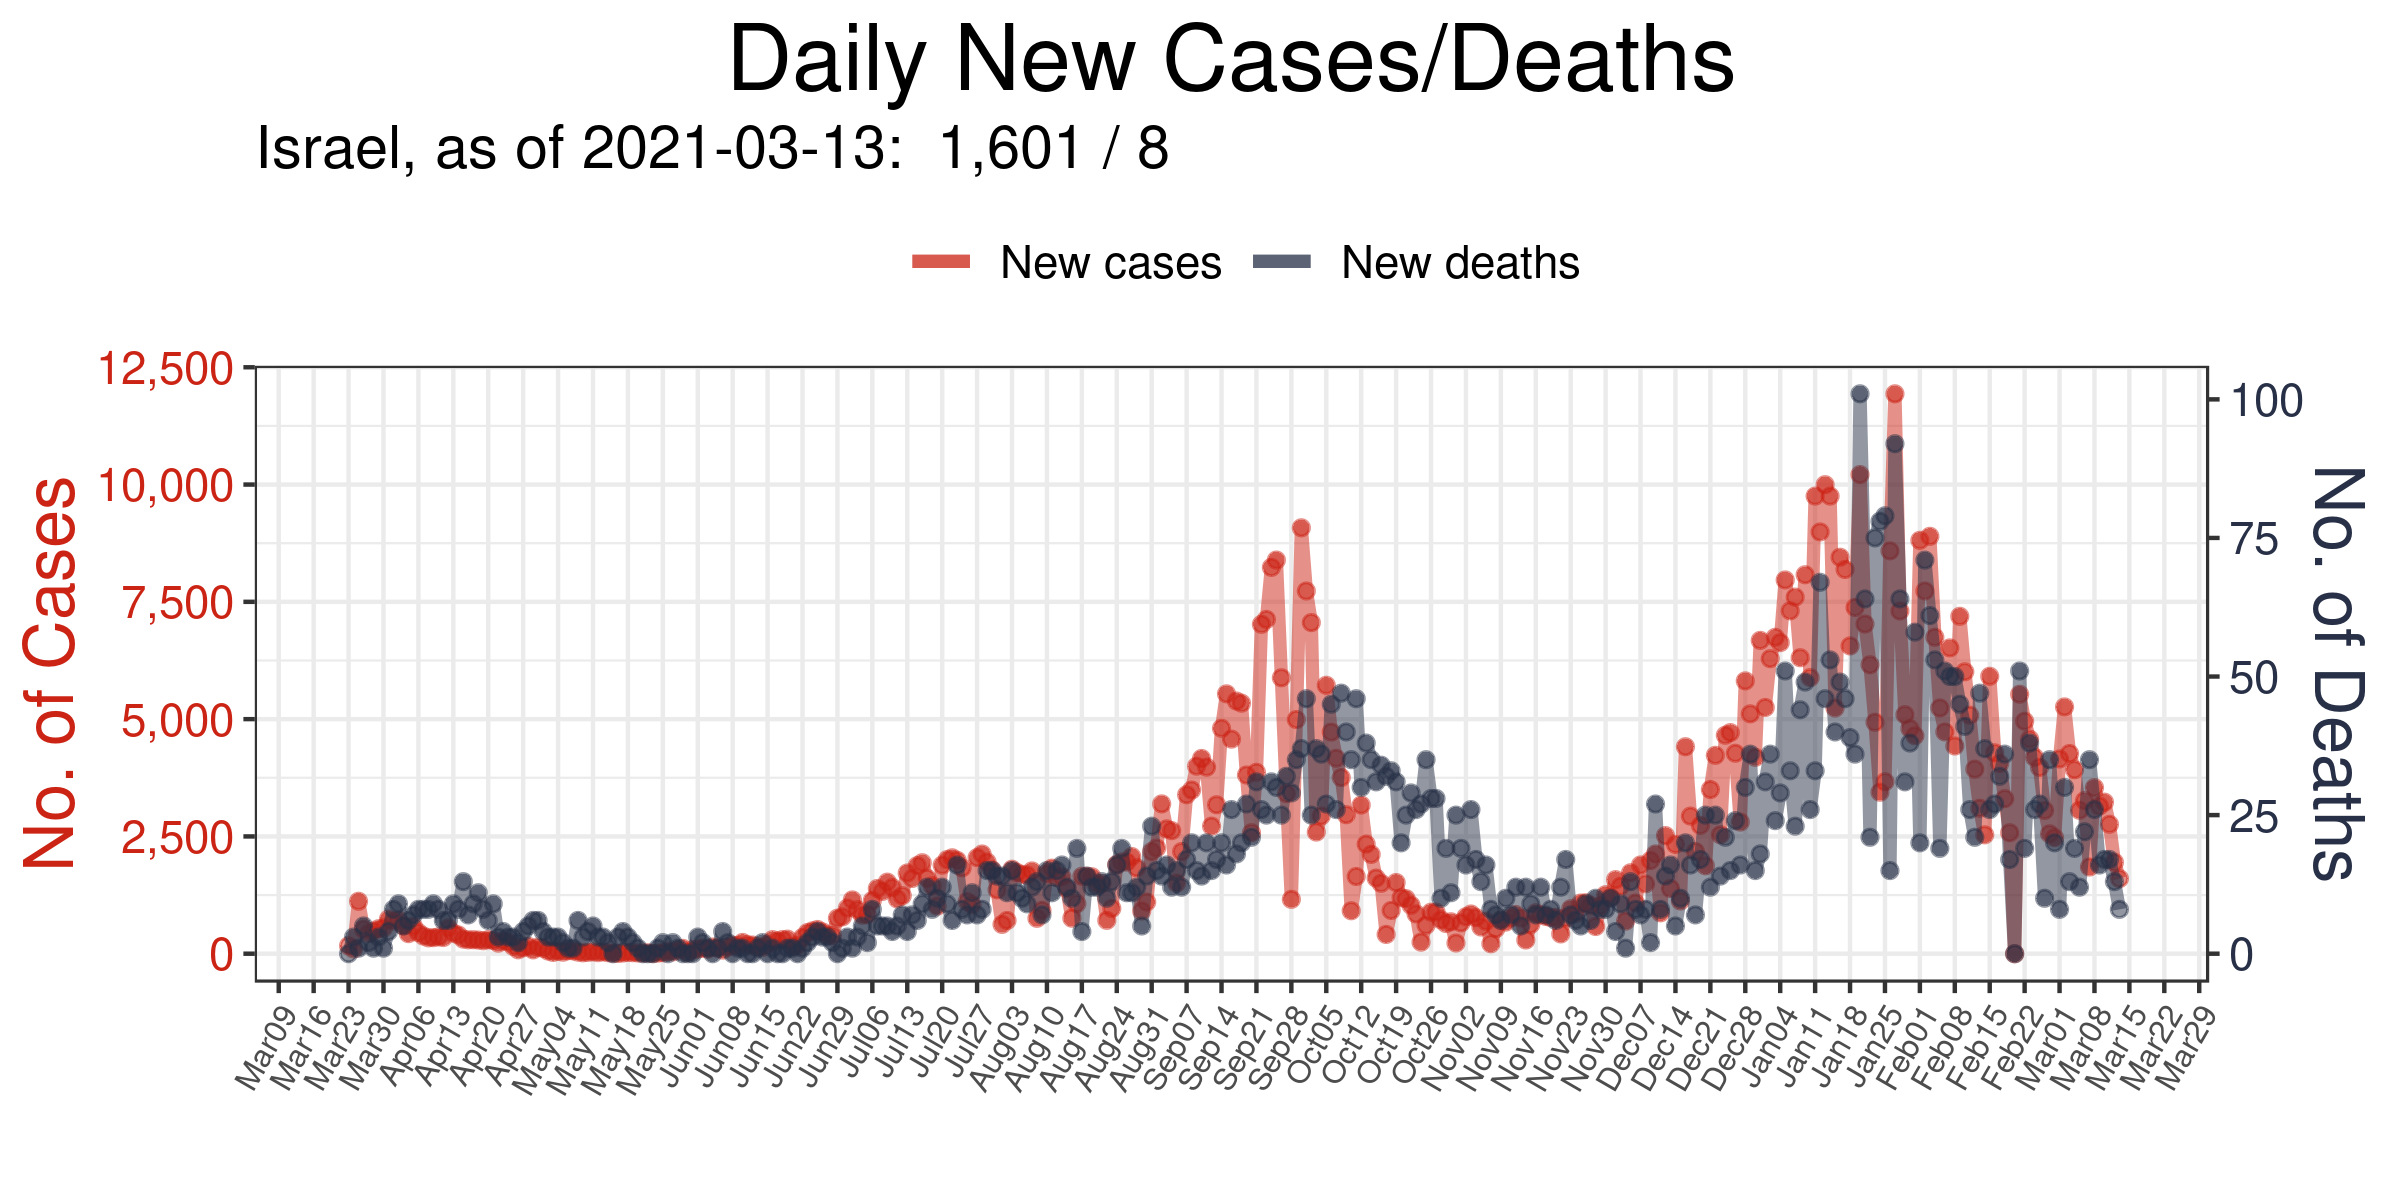 Daily New Cases/Deaths
Israel, as of 2021-03-13:  1,601 / 8
New cases
New deaths
No. of Cases
12,500
10,000
7,500
5,000
2,500
0
100
75
50
25
0
No. of Deaths
Mar09
Mar16
Mar23
Mar30
Apr06
Apr13
Apr20
Apr27
May04
May11
May18
May25
Jun01
Jun08
Jun15
Jun22
Jun29
Jul06
Jul13
Jul20
Jul27
Aug03
Aug10
Aug17
Aug24
Aug31
Sep07
Sep14
Sep21
Sep28
Oct05
Oct12
Oct19
Oct26
Nov02
Nov09
Nov16
Nov23
Nov30
Dec07
Dec14
Dec21
Dec28
Jan04
Jan11
Jan18
Jan25
Feb01
Feb08
Feb15
Feb22
Mar01
Mar08
Mar15
Mar22
Mar29